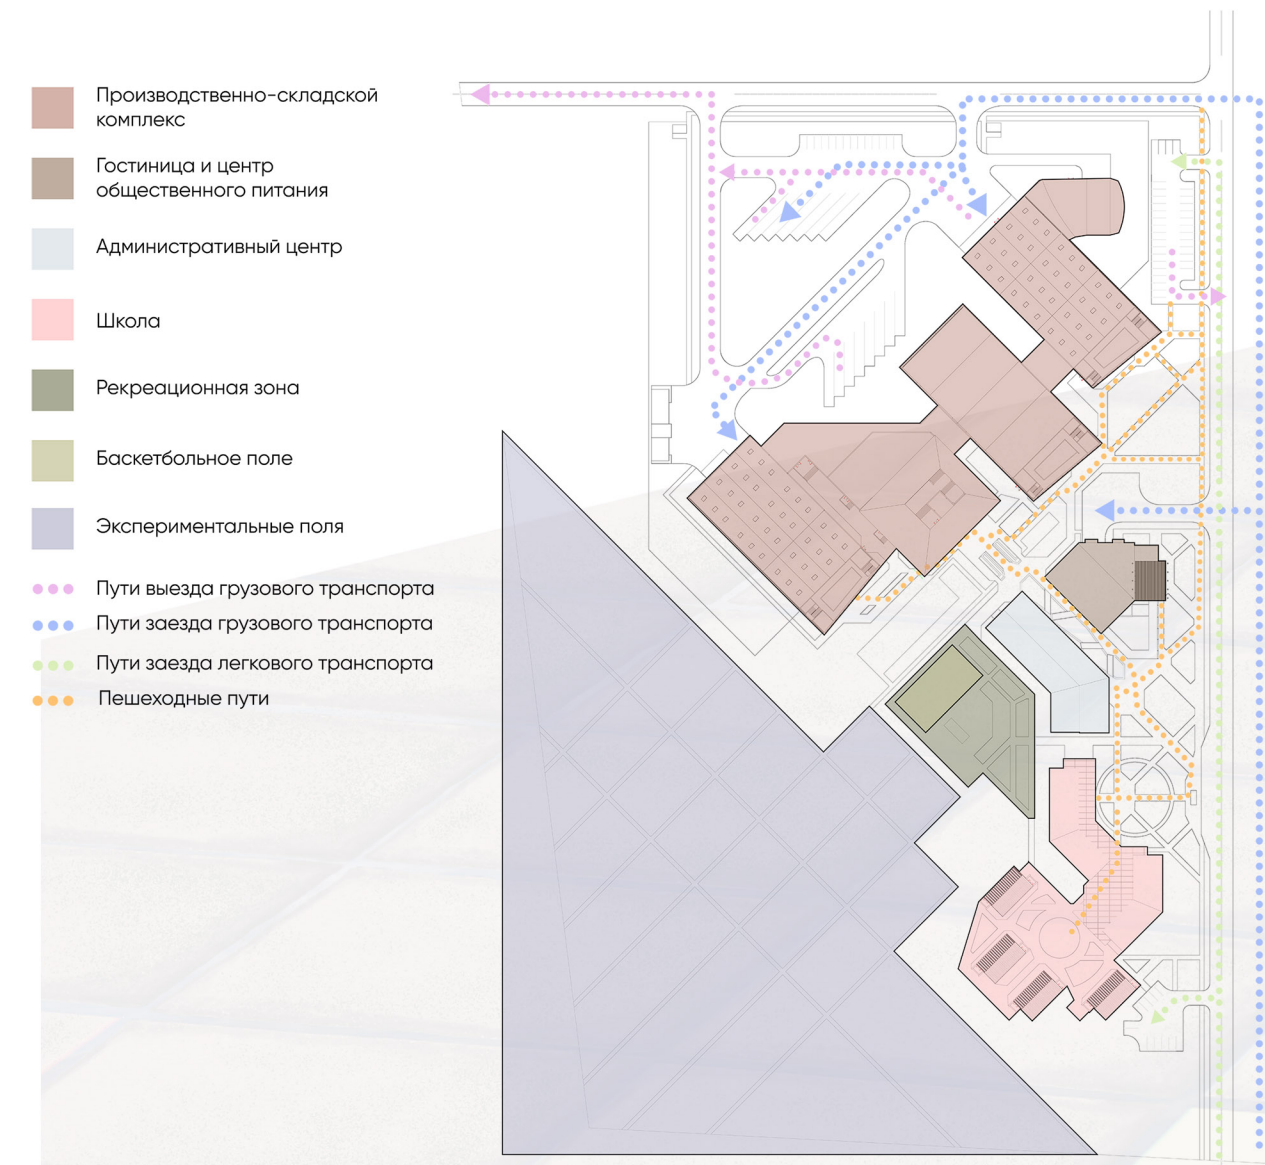 Производственно-складской
комплекс
Гостиница и центр
общественного питания
Административный центр
Школа
Рекреационная зона
Баскетбольное поле
Экспериментальные поля
Пути выезда грузового транспорта
Пути заезда грузового транспорта
Пути заезда легкового транспорта
Пешеходные пути